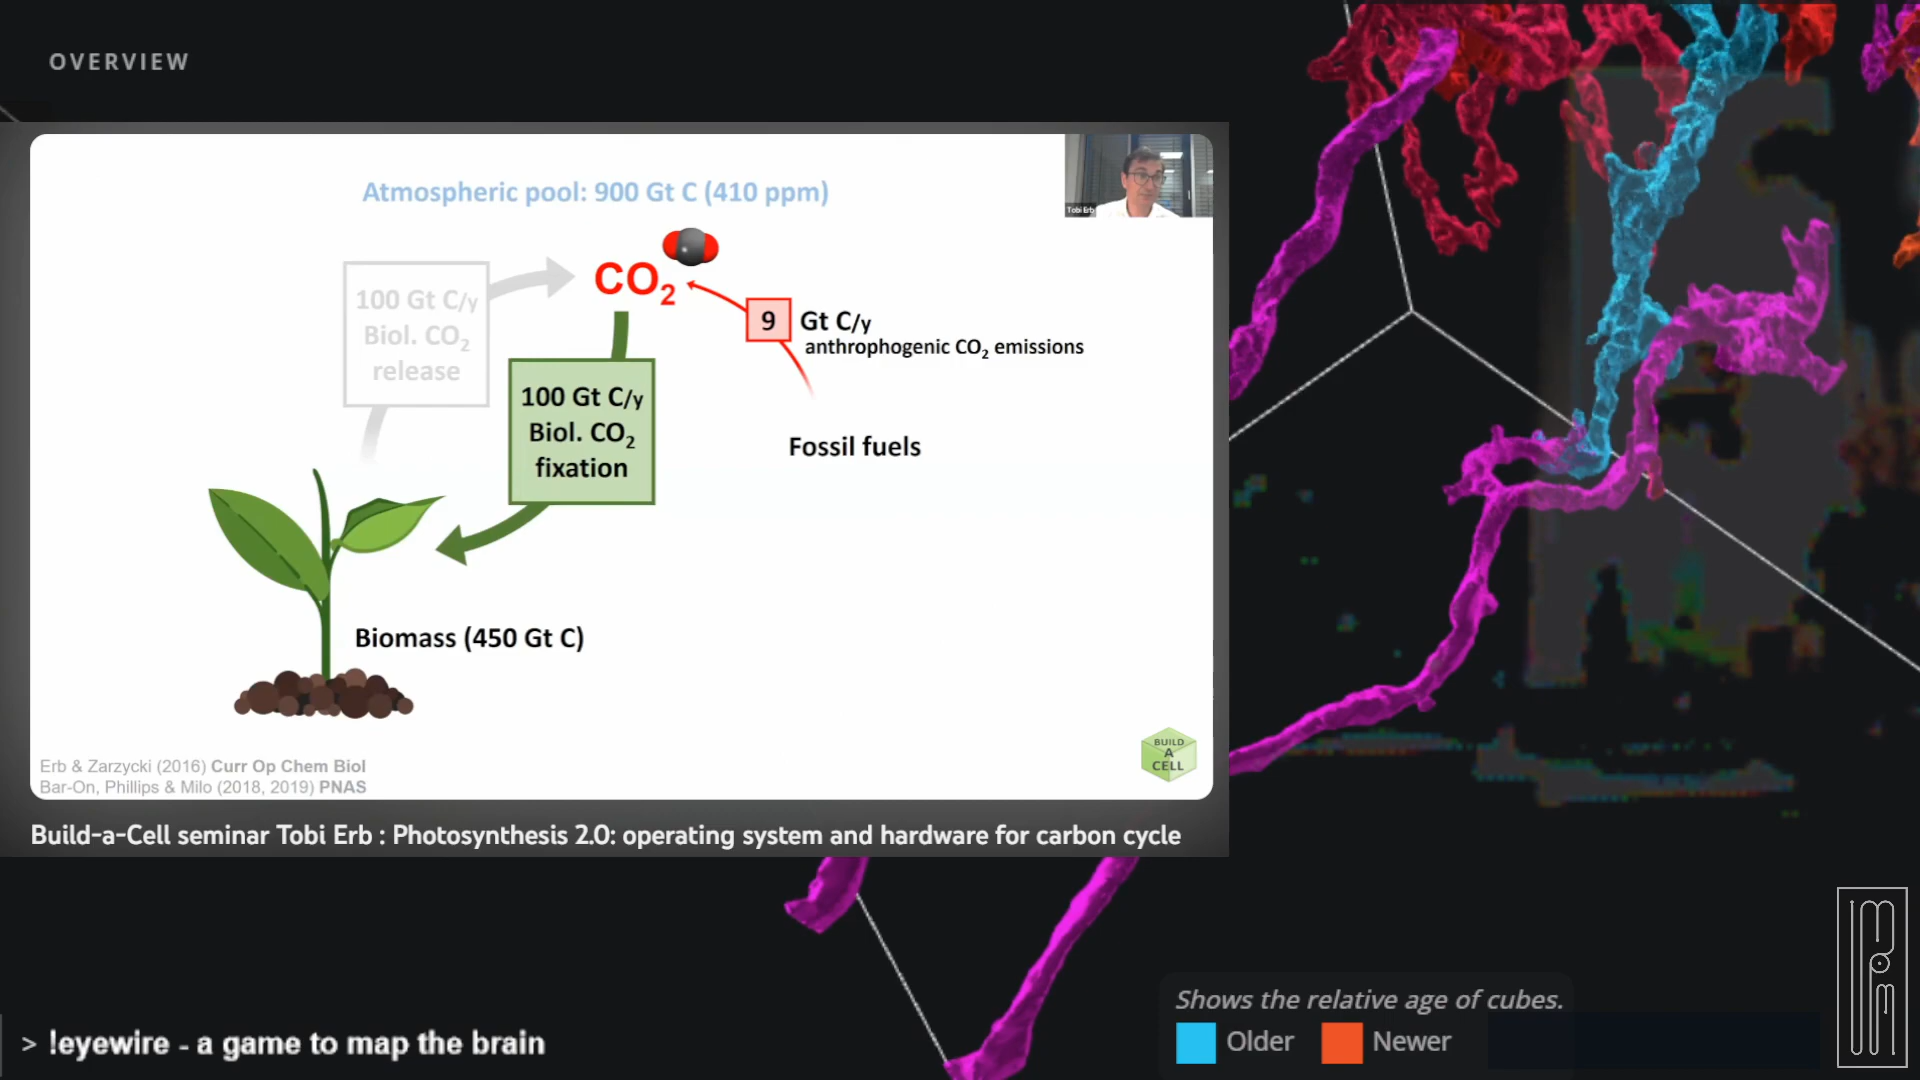 OVERVIEW
Atmospheric pool: 900 Gt C (410 ppm)
Tobi Erb
CO2
100 Gt C/y
Biol. CO2
release
9 Gt C/y
anthrophogenic CO2 emissions
100 Gt C/y
Biol. CO2
fixation
Fossil fuels
Biomass (450 Gt C)
Erb & Zarzycki (2016) Curr Op Chem Biol
Bar-On, Phillips & Milo (2018, 2019) PNAS
BUILD
A
CELL
Build-a-Cell seminar Tobi Erb : Photosynthesis 2.0: operating system and hardware for carbon cycle
Shows the relative age of cubes.
Older Newer
> !eyewire - a game to map the brain